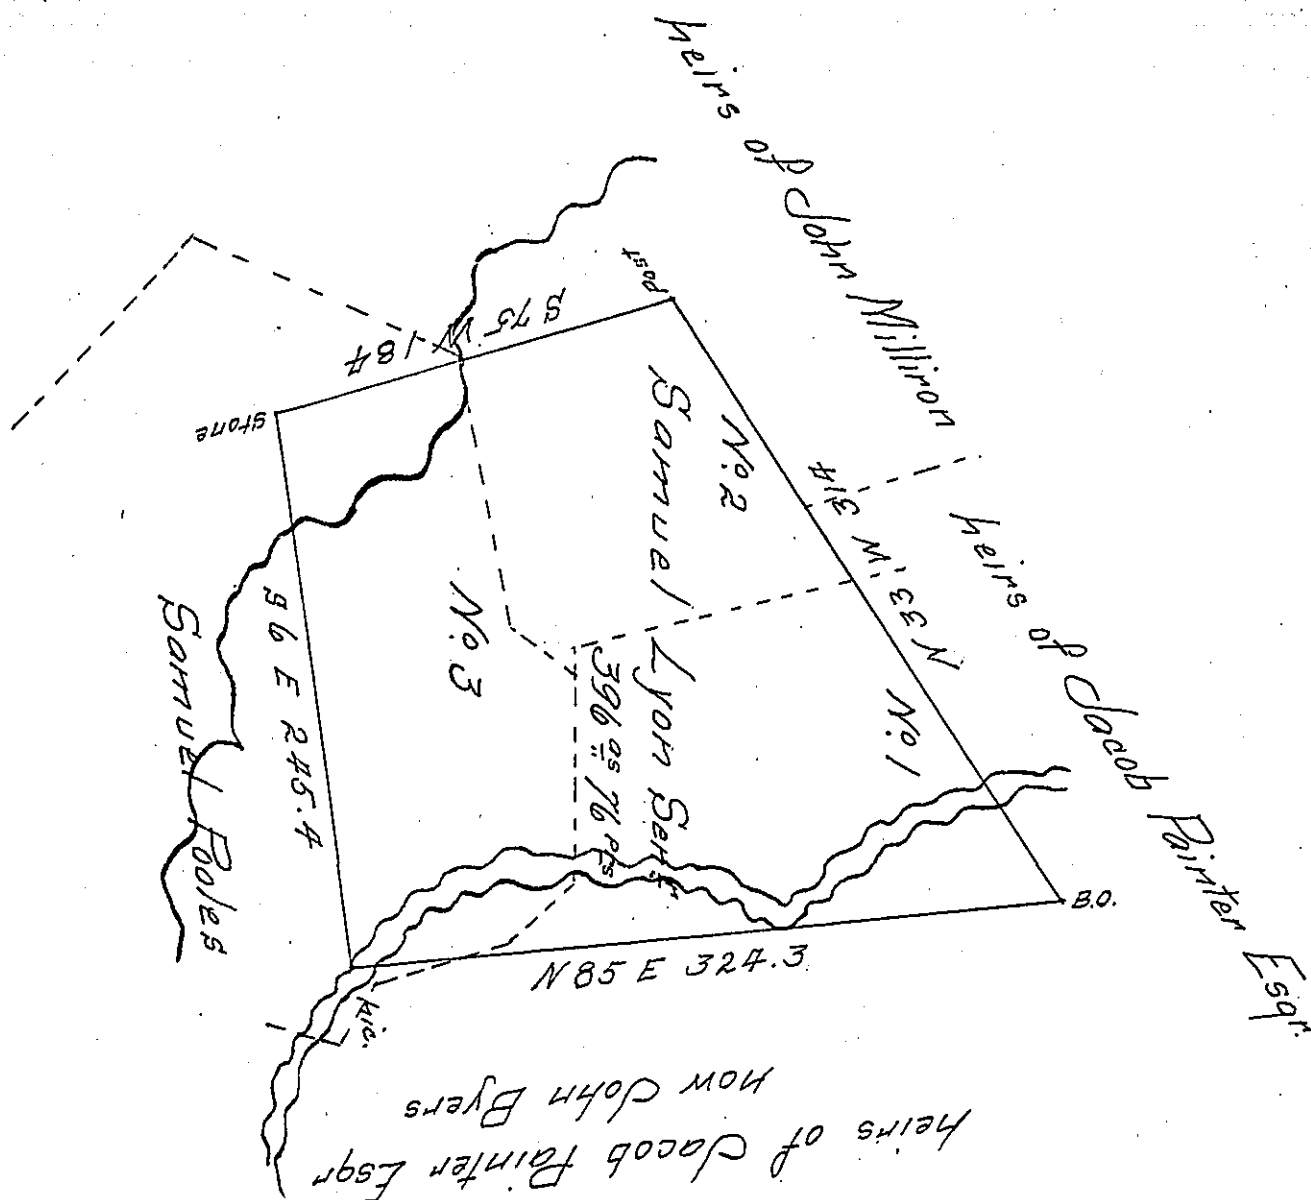 heirs of John Milliron
heirs of Jacob Painter Esqr.
Post
S 75 W 184
stone
No. 2
N 33 W 314
Samuel Lyon Senr
396 as 76 prs
No. 3
No. 1
S 6 E 245.4
Samuel Pooles
B.O.
N 85 E 324.3
hic.
heirs of Jacob Painter Esqr
now John Byers